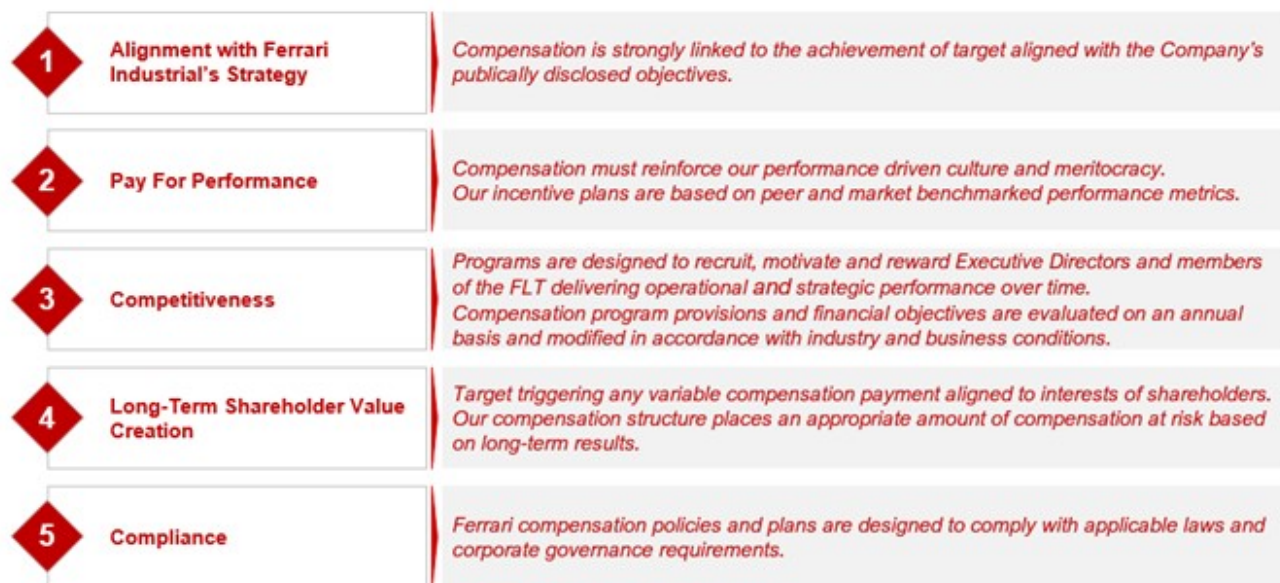 1
Alignment with Ferrari
Industrial's Strategy
Compensation is strongly linked to the achievement of target aligned with the Company's
publically disclosed objectives.
2
Pay For Performance
Compensation must reinforce our performance driven culture and meritocracy.
Our incentive plans are based on peer and market benchmarked performance metrics.
3
Competitiveness
Programs are designed to recruit, motivate and reward Executive Directors and members
of the FLT delivering operational and strategic performance over time.
Compensation program provisions and financial objectives are evaluated on an annual
basis and modified in accordance with industry and business conditions.
4
Long-Term Shareholder Value
Creation
Target triggering any variable compensation payment aligned to interests of shareholders.
Our compensation structure places an appropriate amount of compensation at risk based
on long-term results.
5
Compliance
Ferrari compensation policies and plans are designed to comply with applicable laws and
corporate governance requirements.